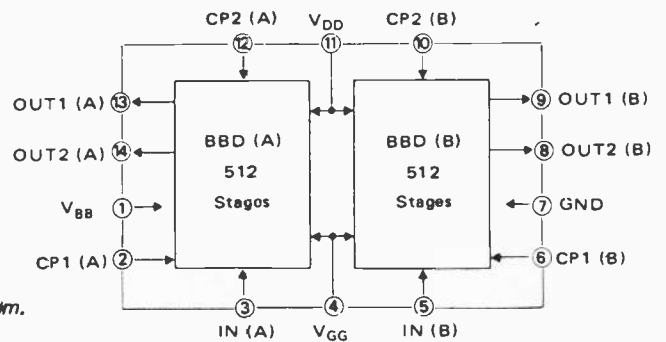 CP2 (A) VDD CP2 (B)
12 11 10
OUT1 (A) 13 9 OUT1 (B)
BBD (A) BBD (B)
OUT2 (A) 14 8 OUT2 (B)
512 512
Stagos Stages
VBB 1 7 GND
CP1 (A) 2 6 CP1 (B)
3 4 5
IN (A) VGG IN (B)